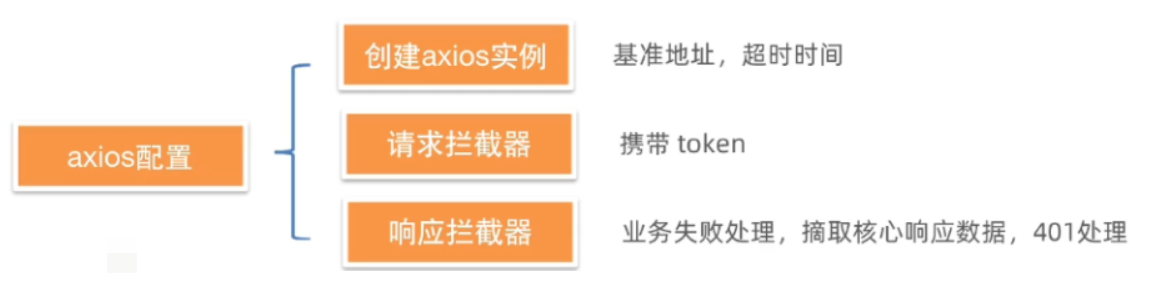 创建axios实例 基准地址，超时时间
axios配置
请求拦截器 携带 token
响应拦截器 业务失败处理，摘取核心响应数据，401处理